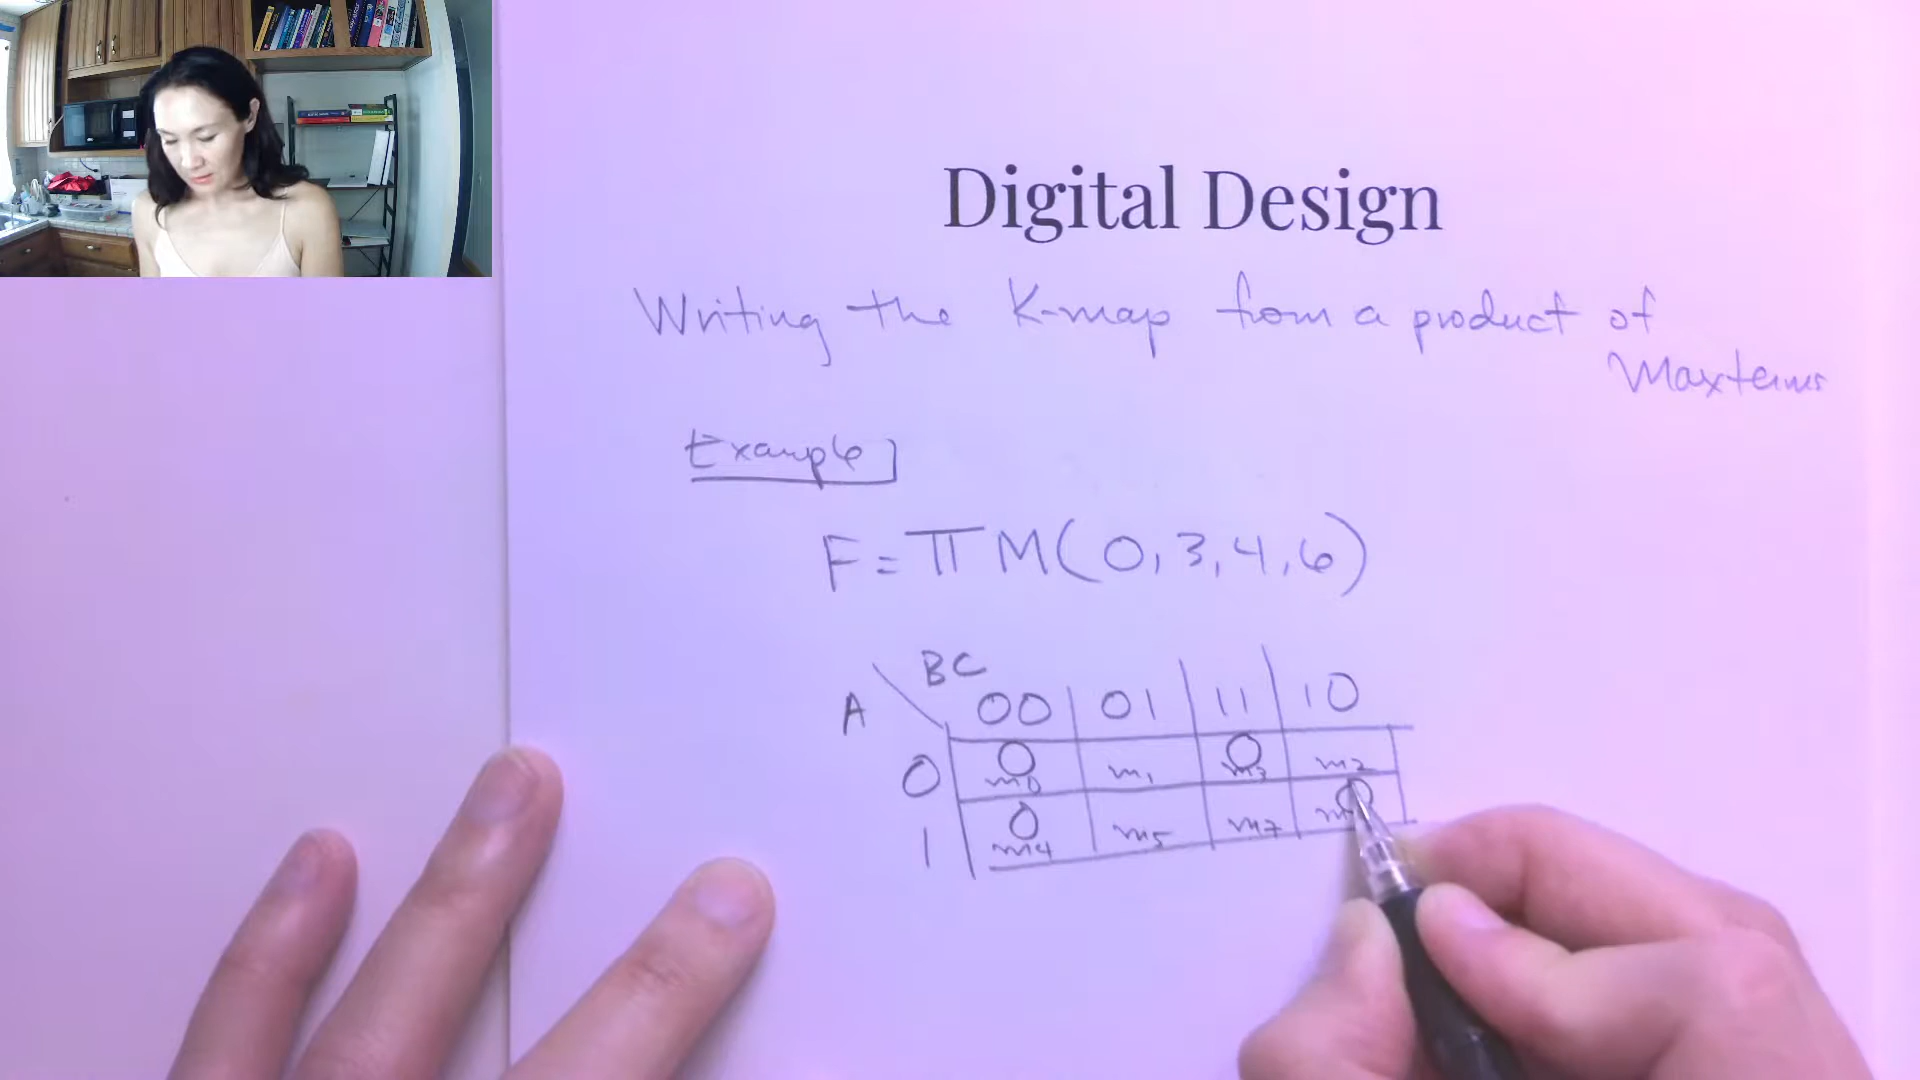 Digital Design
Writing the K-map from a product of
Maxterms
Example
F = π M(0,3,4,6)
BC
A 00 01 11 10
0 0 m0 m1 0 m3 m2
1 0 m4 m5 m7 0